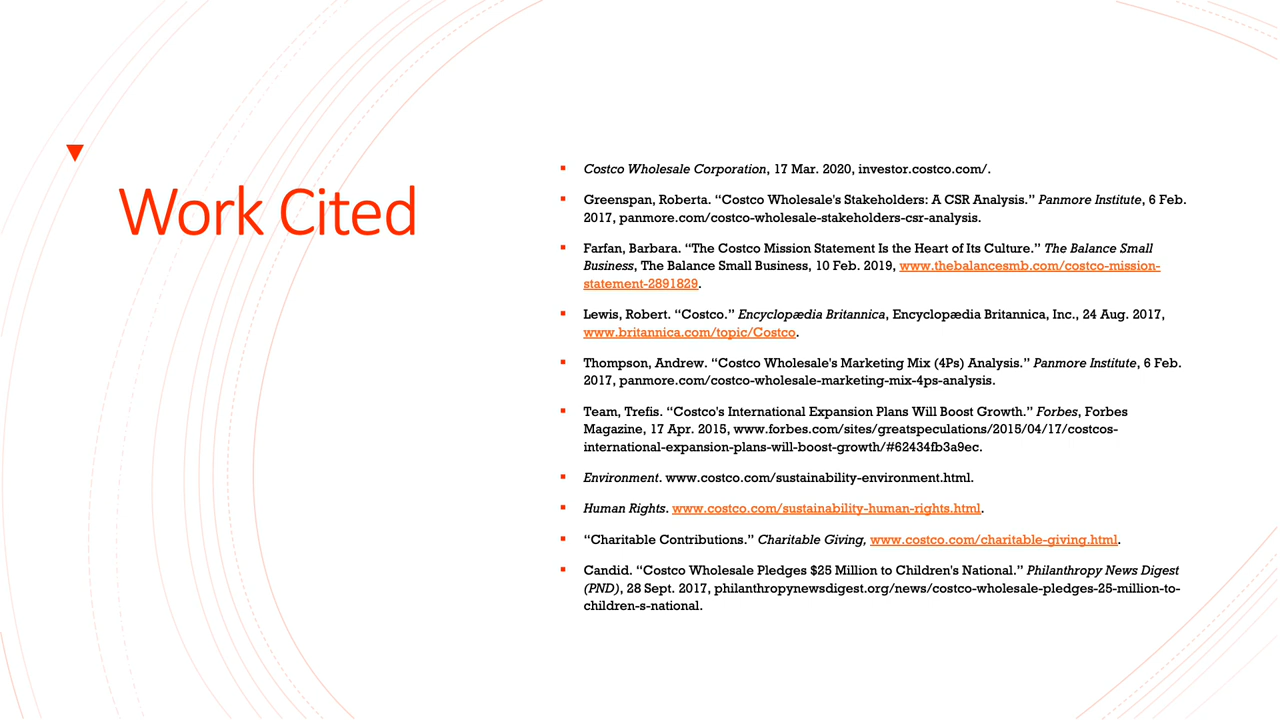 Work Cited
Costco Wholesale Corporation, 17 Mar. 2020, investor.costco.com/.
Greenspan, Roberta. “Costco Wholesale's Stakeholders: A CSR Analysis.” Panmore Institute, 6 Feb.
2017, panmore.com/costco-wholesale-stakeholders-csr-analysis.
Farfan, Barbara. “The Costco Mission Statement Is the Heart of Its Culture.” The Balance Small
Business, The Balance Small Business, 10 Feb. 2019, www.thebalancesmb.com/costco-mission-
statement-2891829.
Lewis, Robert. “Costco.” Encyclopædia Britannica, Encyclopædia Britannica, Inc., 24 Aug. 2017,
www.britannica.com/topic/Costco.
Thompson, Andrew. “Costco Wholesale's Marketing Mix (4Ps) Analysis.” Panmore Institute, 6 Feb.
2017, panmore.com/costco-wholesale-marketing-mix-4ps-analysis.
Team, Trefis. “Costco's International Expansion Plans Will Boost Growth.” Forbes, Forbes
Magazine, 17 Apr. 2015, www.forbes.com/sites/greatspeculations/2015/04/17/costcos-
international-expansion-plans-will-boost-growth/#62434fb3a9ec.
Environment. www.costco.com/sustainability-environment.html.
Human Rights. www.costco.com/sustainability-human-rights.html.
“Charitable Contributions.” Charitable Giving, www.costco.com/charitable-giving.html.
Candid. “Costco Wholesale Pledges $25 Million to Children's National.” Philanthropy News Digest
(PND), 28 Sept. 2017, philanthropynewsdigest.org/news/costco-wholesale-pledges-25-million-to-
children-s-national.